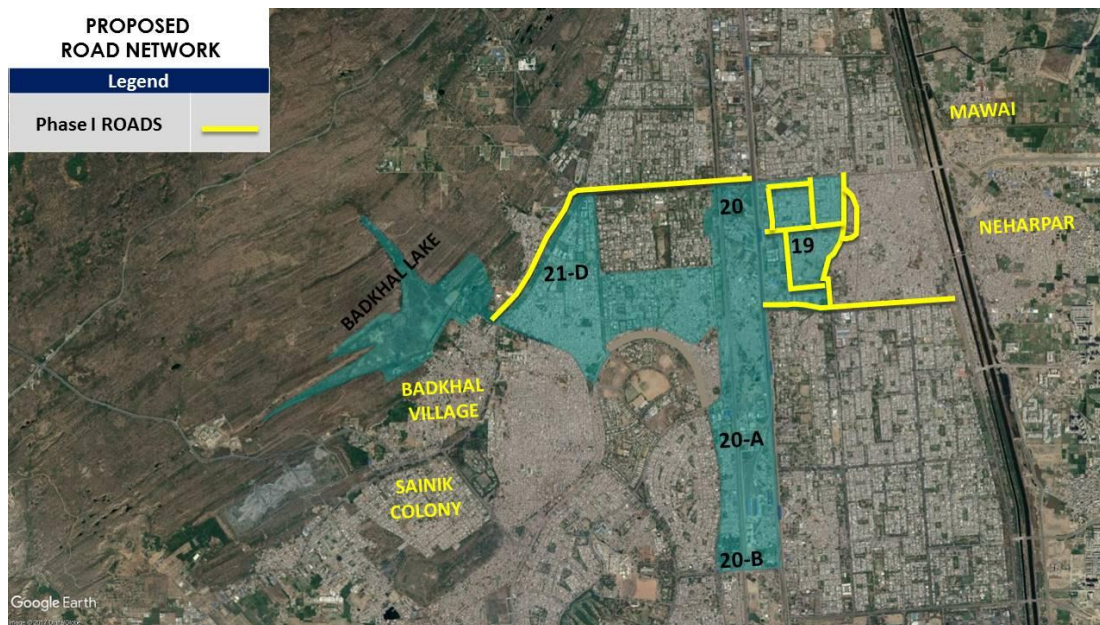 PROPOSED
ROAD NETWORK
Legend
Phase I ROADS
MAWAI
20
NEHARPAR
19
21-D
BADKHAL LAKE
BADKHAL
VILLAGE
20-A
SAINIK
COLONY
20-B
Google Earth